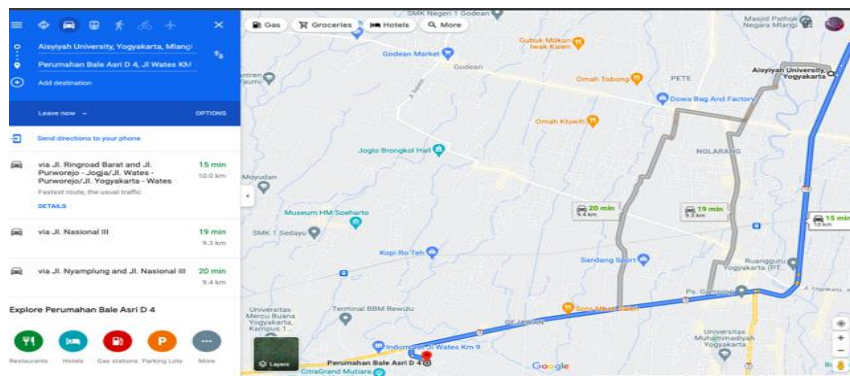 Aisyiyah University, Yogyakarta, Mlangi
Perumahan Bale Asri D 4, Jl Wates KM
Add destination
Leave now
OPTIONS
Send directions to your phone
via Jl. Ringroad Barat and Jl.
Purworejo - Jogja/Jl. Wates -
Purworejo/Jl. Yogyakarta - Wates
15 min
10.0 km
Fastest route, the usual traffic
DETAILS
via Jl. Nasional III
19 min
9.3 km
via Jl. Nyamplung and Jl. Nasional III
20 min
9.4 km
Explore Perumahan Bale Asri D 4
Restaurants
Hotels
Gas stations
Parking Lots
More
Gas
Groceries
Hotels
More
SMK Negeri 1 Godean
Masjid Pathok
Negara Mlangi
Gubuk Makan
Iwak Kalen
Godean Market
Godean
Omah Tobong
PETE
Aisyiyah University,
Yogyakarta
Dowa Bag And Factory
Omah Kluwih
Joglo Brongkol Hall
NOLARANG
Moyudan
20 min
9.4 km
19 min
9.3 km
15 min
10 km
Museum HM Soeharto
SMK 1 Sedayu
Kopi Ro Teh
Sandang Sport
Ruangguru
Yogyakarta (PT...
Ps. Gamping
Universitas
Mercu Buana
Yogyakarta,
Kampus 1...
Terminal BBM Rewulu
Universitas
Muhammadiyah
Yogyakarta
Layers
Perumahan Bale Asri D 4
CitraGrand Mutiara
Google